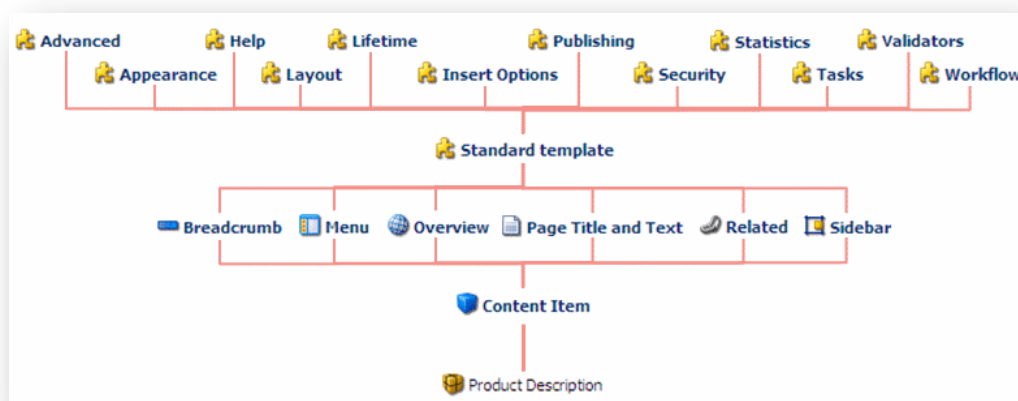 Advanced Help Lifetime Publishing Statistics Validators
Appearance Layout Insert Options Security Tasks Workflow
Standard template
Breadcrumb Menu Overview Page Title and Text Related Sidebar
Content Item
Product Description